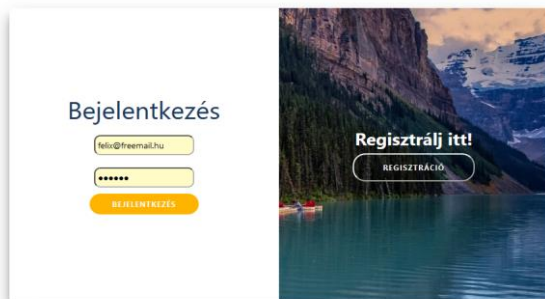 Bejelentkezés
felix@freemail.hu
••••••
BEJELENTKEZÉS
Regisztrálj itt!
REGISZTRÁCIÓ